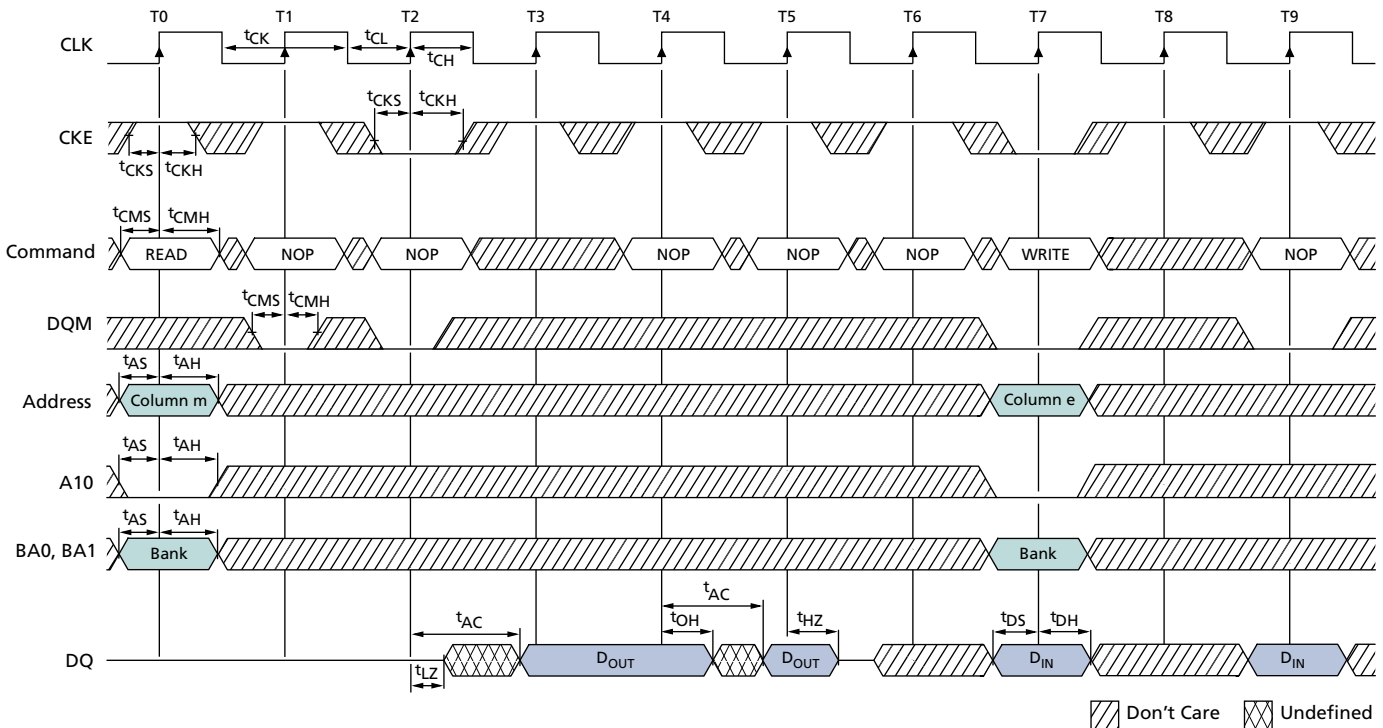 T0 T1 T2 T3 T4 T5 T6 T7 T8 T9
CLK
tCK tCL
tCH
tCKS tCKH
CKE
tCKS tCKH
tCMS tCMH
Command READ NOP NOP NOP NOP NOP WRITE NOP
tCMS tCMH
DQM
tAS tAH
Address Column m Column e
tAS tAH
A10
tAS tAH
BA0, BA1 Bank Bank
tAC
tAC tOH tHZ tDS tDH
DQ DOUT DOUT DIN DIN
tLZ
Don't Care Undefined